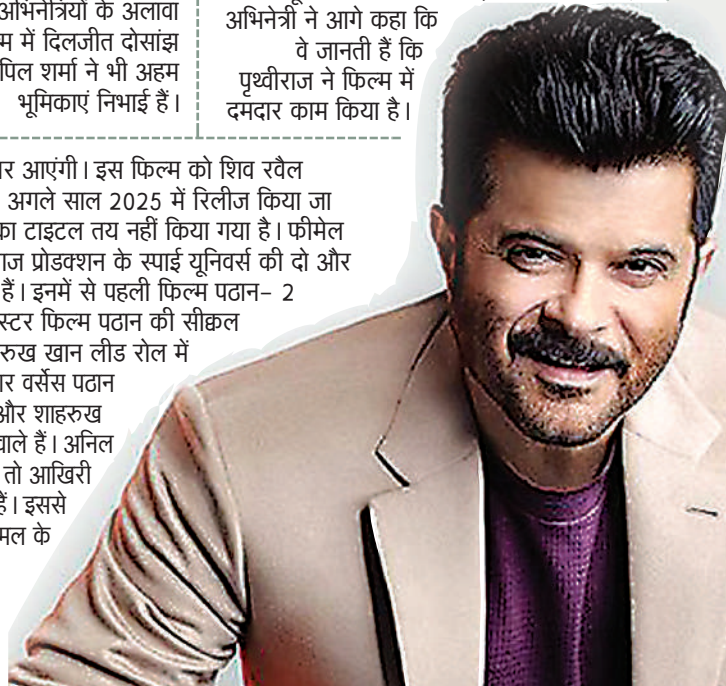 अभिनेत्रियों के अलावा
म में दिलजीत दोसांझ
पिल शर्मा ने भी अहम
भूमिकाएं निभाई हैं।
अभिनेत्री ने आगे कहा कि
वे जानती हैं कि
पृथ्वीराज ने फिल्म में
दमदार काम किया है।
र आएंगी। इस फिल्म को शिव रवैल
अगले साल 2025 में रिलीज किया जा
का टाइटल तय नहीं किया गया है। फीमेल
राज प्रोडक्शन के स्पाई यूनिवर्स की दो और
हैं। इनमें से पहली फिल्म पठान– 2
स्टर फिल्म पठान की सीक्वल
रुख खान लीड रोल में
र वर्सेस पठान
और शाहरुख
वाले हैं। अनिल
तो आखिरी
हैं। इससे
मल के